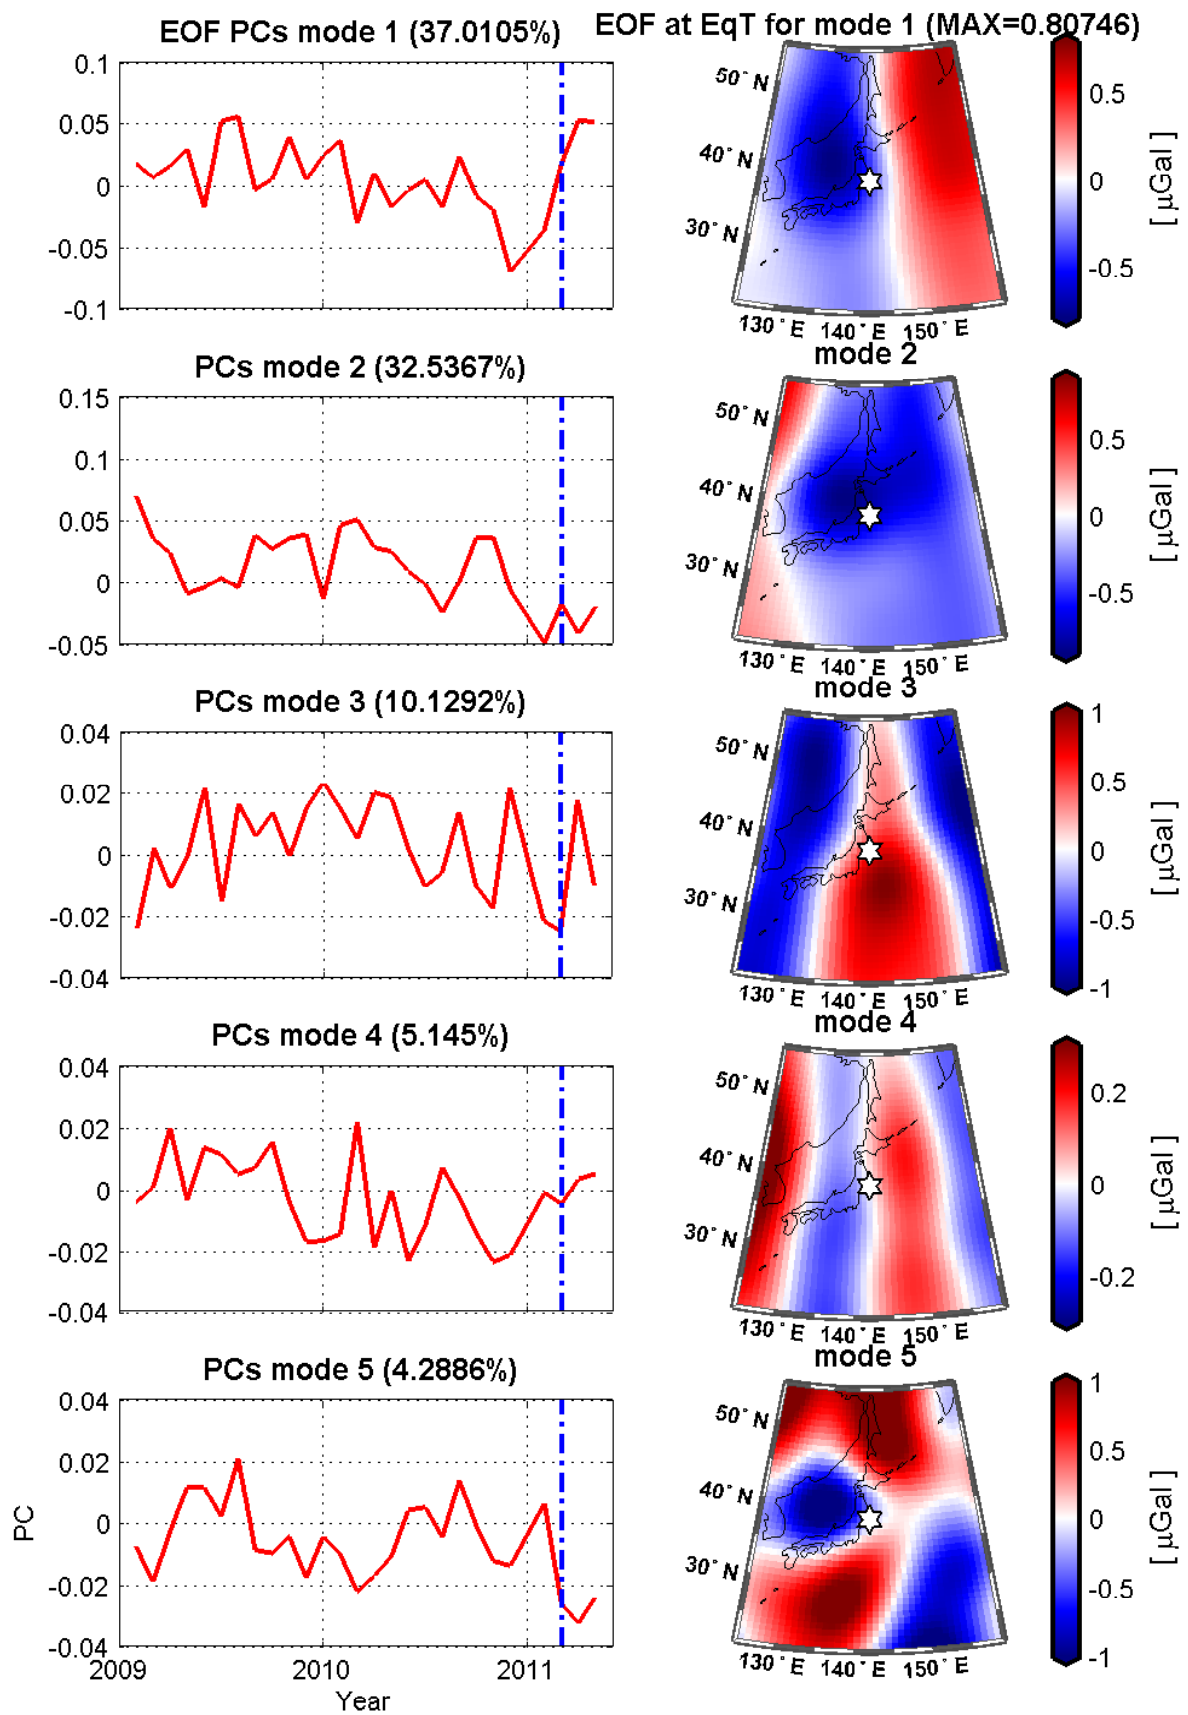 EOF PCs mode 1 (37.0105%)
EOF at EqT for mode 1 (MAX=0.80746)
0.1
0.05
0
-0.05
-0.1
50° N
40° N
30° N
130° E
140° E
150° E
0.5
0
-0.5
[ μGal ]
PCs mode 2 (32.5367%)
mode 2
0.15
0.1
0.05
0
-0.05
50° N
40° N
30° N
130° E
140° E
150° E
0.5
0
-0.5
[ μGal ]
PCs mode 3 (10.1292%)
mode 3
0.04
0.02
0
-0.02
-0.04
50° N
40° N
30° N
130° E
140° E
150° E
1
0.5
0
-0.5
-1
[ μGal ]
PCs mode 4 (5.145%)
mode 4
0.04
0.02
0
-0.02
-0.04
50° N
40° N
30° N
130° E
140° E
150° E
0.2
0
-0.2
[ μGal ]
PCs mode 5 (4.2886%)
mode 5
0.04
0.02
0
-0.02
-0.04
PC
2009
2010
2011
Year
50° N
40° N
30° N
130° E
140° E
150° E
1
0.5
0
-0.5
-1
[ μGal ]